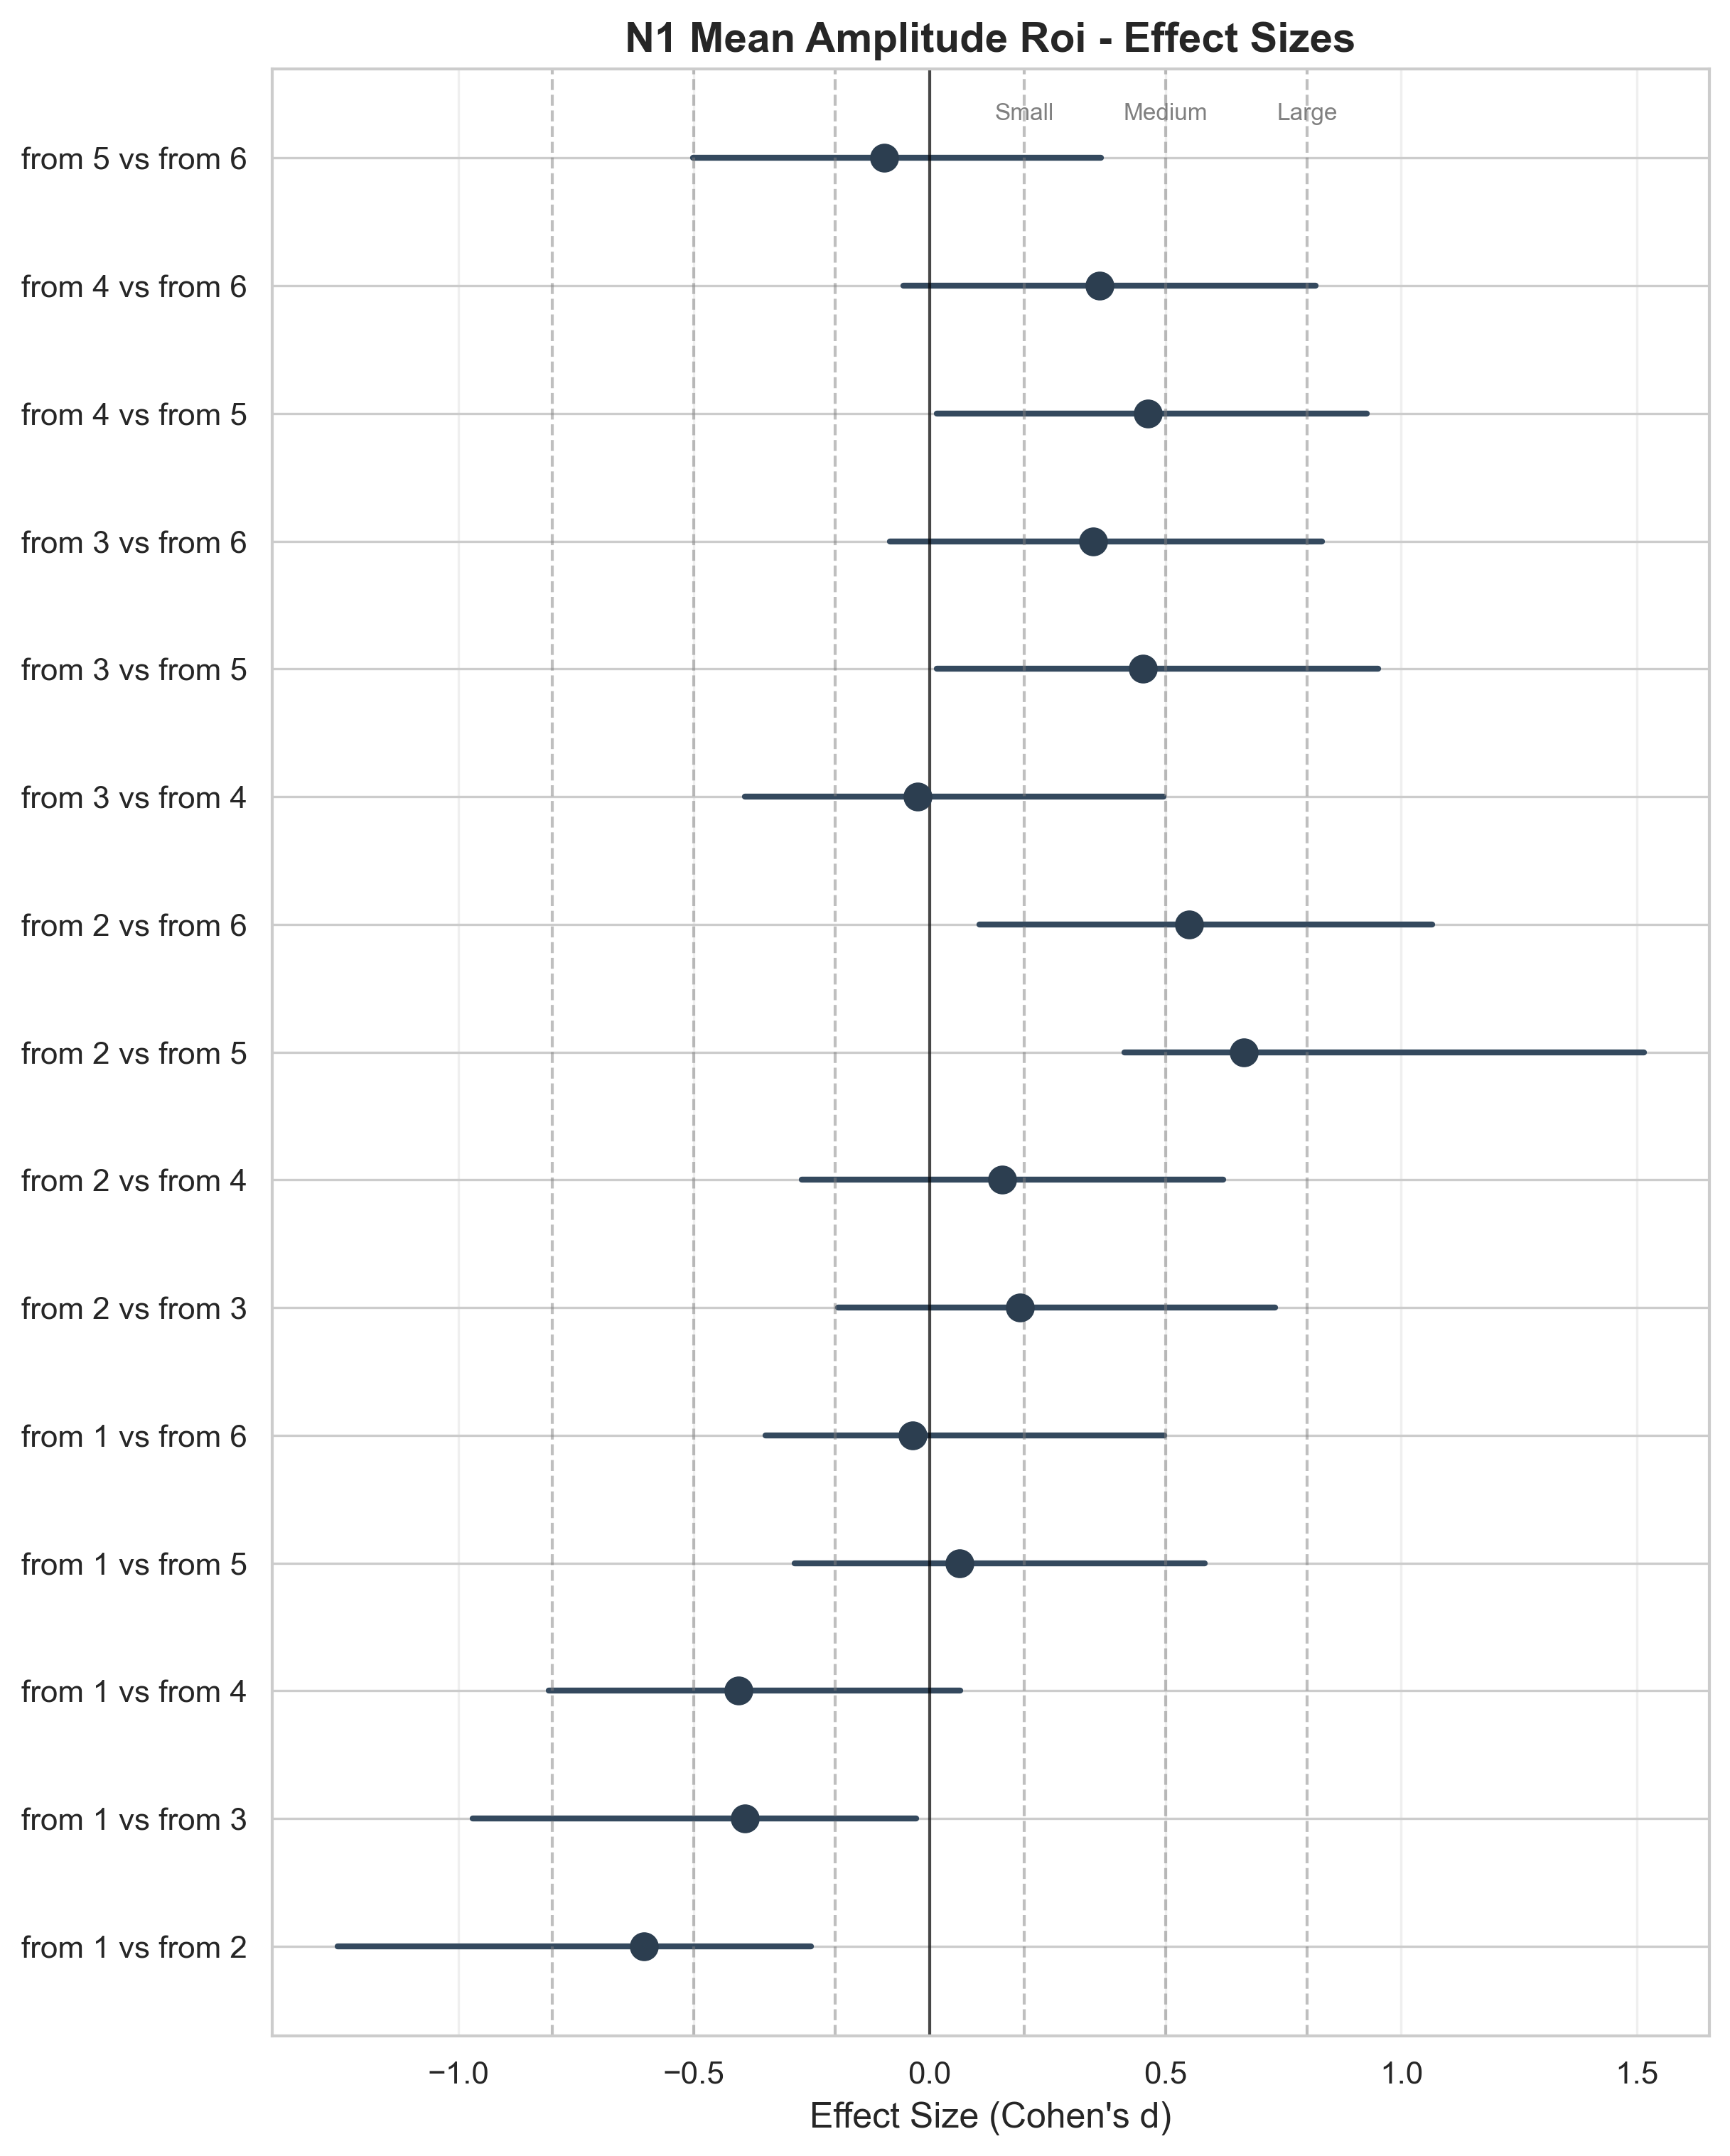 N1 Mean Amplitude Roi - Effect Sizes
Small Medium Large
from 5 vs from 6
from 4 vs from 6
from 4 vs from 5
from 3 vs from 6
from 3 vs from 5
from 3 vs from 4
from 2 vs from 6
from 2 vs from 5
from 2 vs from 4
from 2 vs from 3
from 1 vs from 6
from 1 vs from 5
from 1 vs from 4
from 1 vs from 3
from 1 vs from 2
−1.0 −0.5 0.0 0.5 1.0 1.5
Effect Size (Cohen's d)